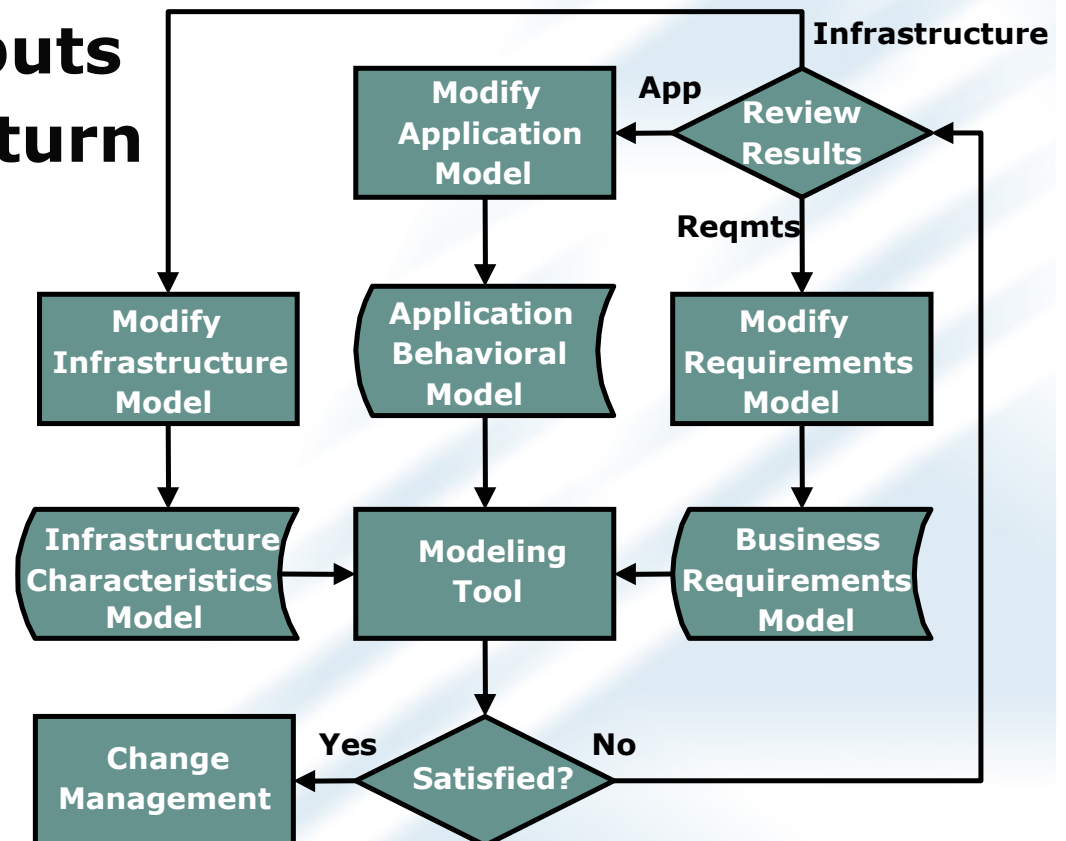 outs
turn
Infrastructure
App
Modify
Application
Model
Review
Results
Reqmts
Modify
Infrastructure
Model
Application
Behavioral
Model
Modify
Requirements
Model
Infrastructure
Characteristics
Model
Modeling
Tool
Business
Requirements
Model
Change
Management
Yes
Satisfied?
No